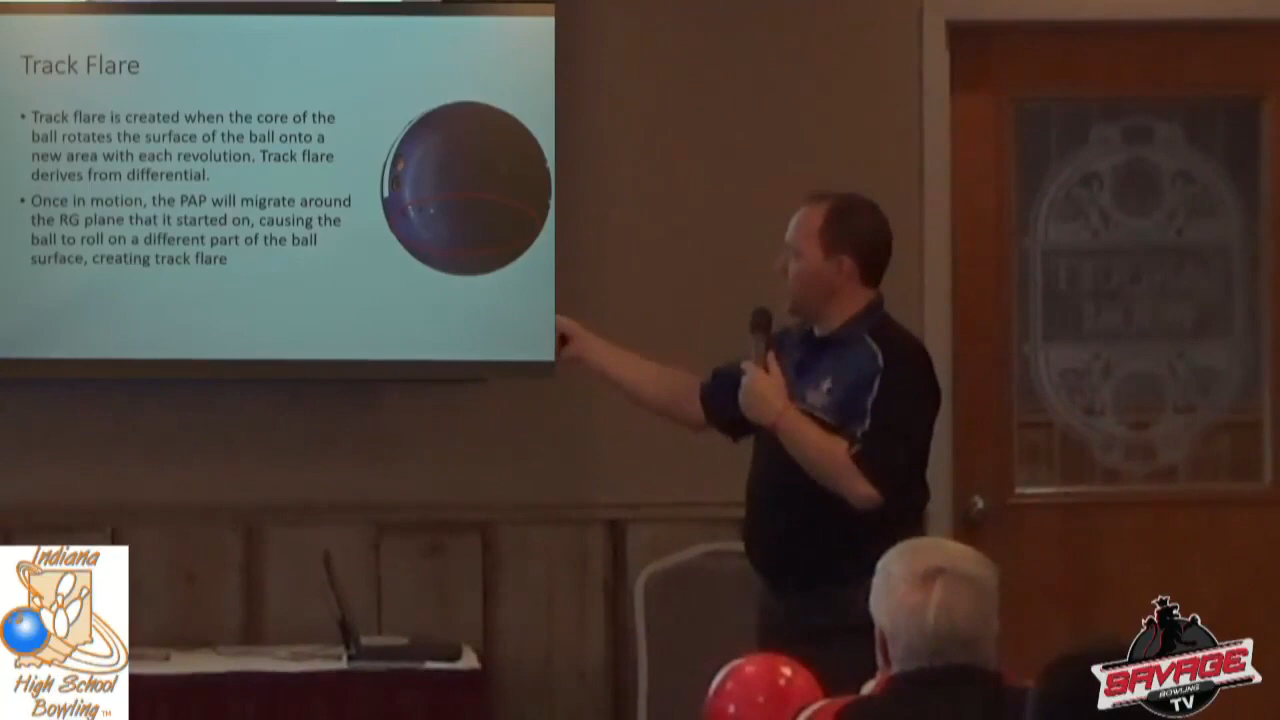 Track Flare
• Track flare is created when the core of the
ball rotates the surface of the ball onto a
new area with each revolution. Track flare
derives from differential.
• Once in motion, the PAP will migrate around
the RG plane that it started on, causing the
ball to roll on a different part of the ball
surface, creating track flare
Indiana
High School
Bowling™
SAVAGE
BOWLING
TV